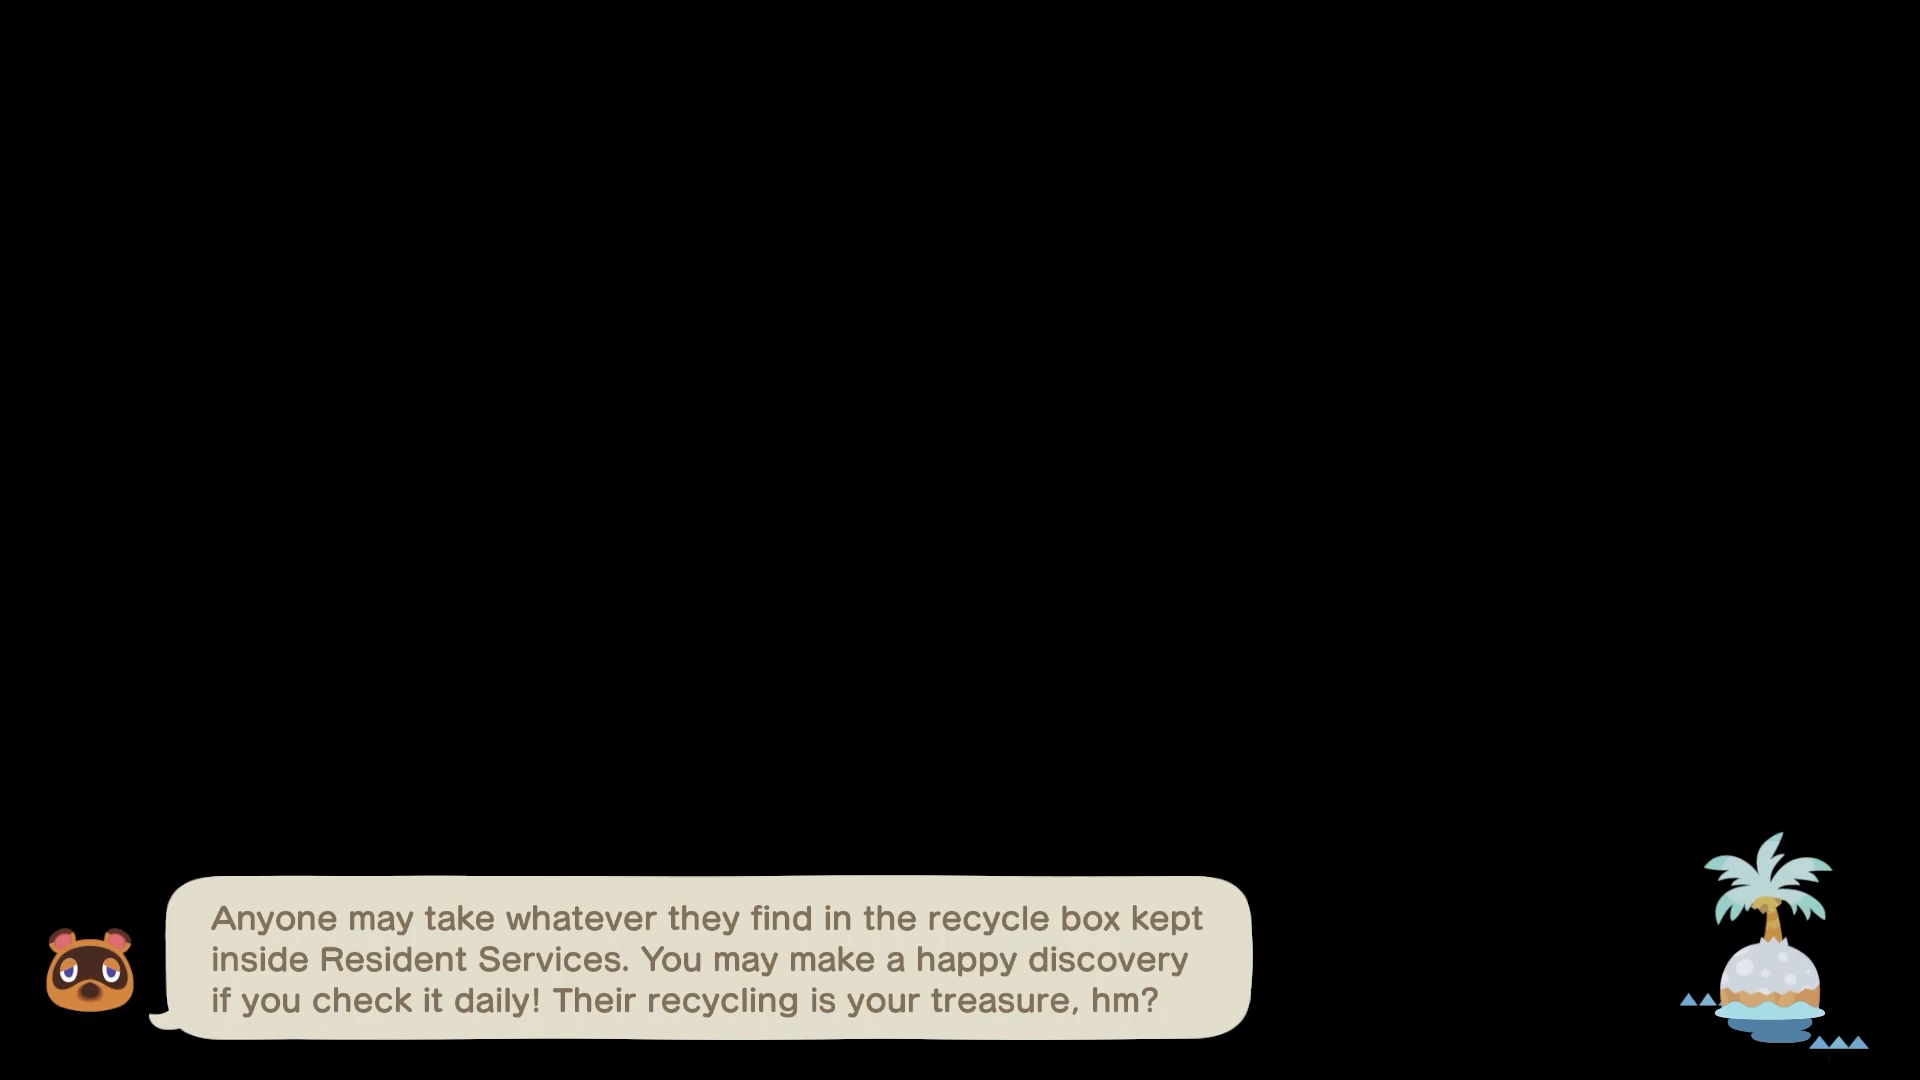 Anyone may take whatever they find in the recycle box kept
inside Resident Services. You may make a happy discovery
if you check it daily! Their recycling is your treasure, hm?